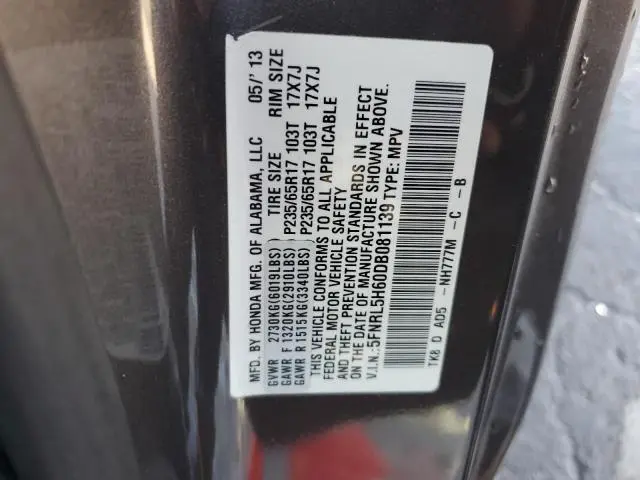 MFD. BY HONDA MFG. OF ALABAMA, LLC 05/'13
GVWR 2730KG(6019LBS) TIRE SIZE RIM SIZE
GAWR F 1320KG(2910LBS) P235/65R17 103T 17X7J
GAWR R 1515KG(3340LBS) P235/65R17 103T 17X7J
THIS VEHICLE CONFORMS TO ALL APPLICABLE
FEDERAL MOTOR VEHICLE SAFETY
AND THEFT PREVENTION STANDARDS IN EFFECT
ON THE DATE OF MANUFACTURE SHOWN ABOVE.
V.I.N.: 5FNRL5H60DB081139 TYPE: MPV
TK8 D AD5 -NH777M -C -B